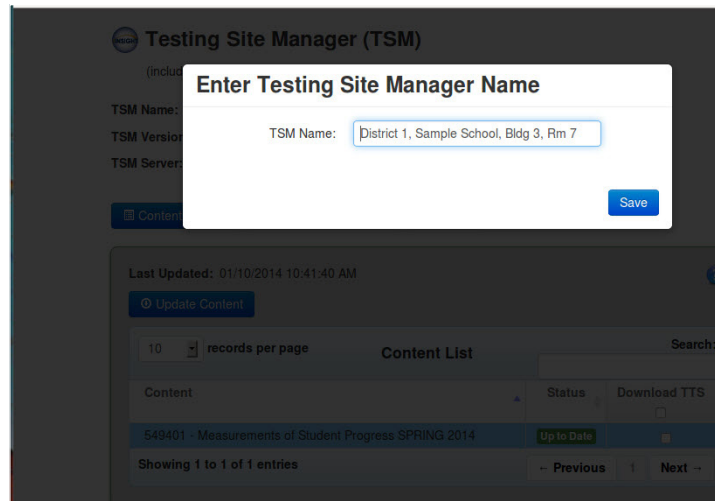 INSIGHT
Testing Site Manager (TSM)
(includ
Enter Testing Site Manager Name
TSM Name:
TSM Name: District 1, Sample School, Bldg 3, Rm 7
TSM Version
TSM Server:
Save
Content
Last Updated: 01/10/2014 10:41:40 AM
Update Content
10 records per page
Content List
Search:
Content Status Download TTS
549401 - Measurements of Student Progress SPRING 2014 Up to Date
Showing 1 to 1 of 1 entries
← Previous 1 Next →